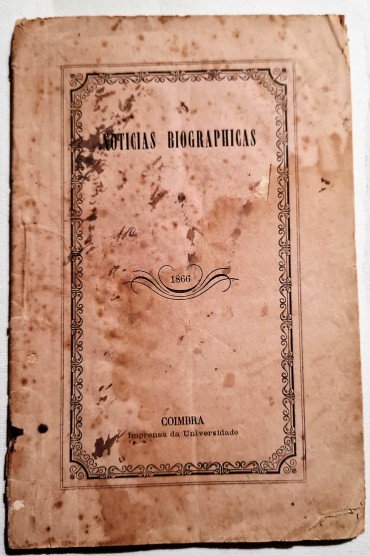 NOTICIAS BIOGRAPHICAS
1866
COIMBRA
Imprensa da Universidade